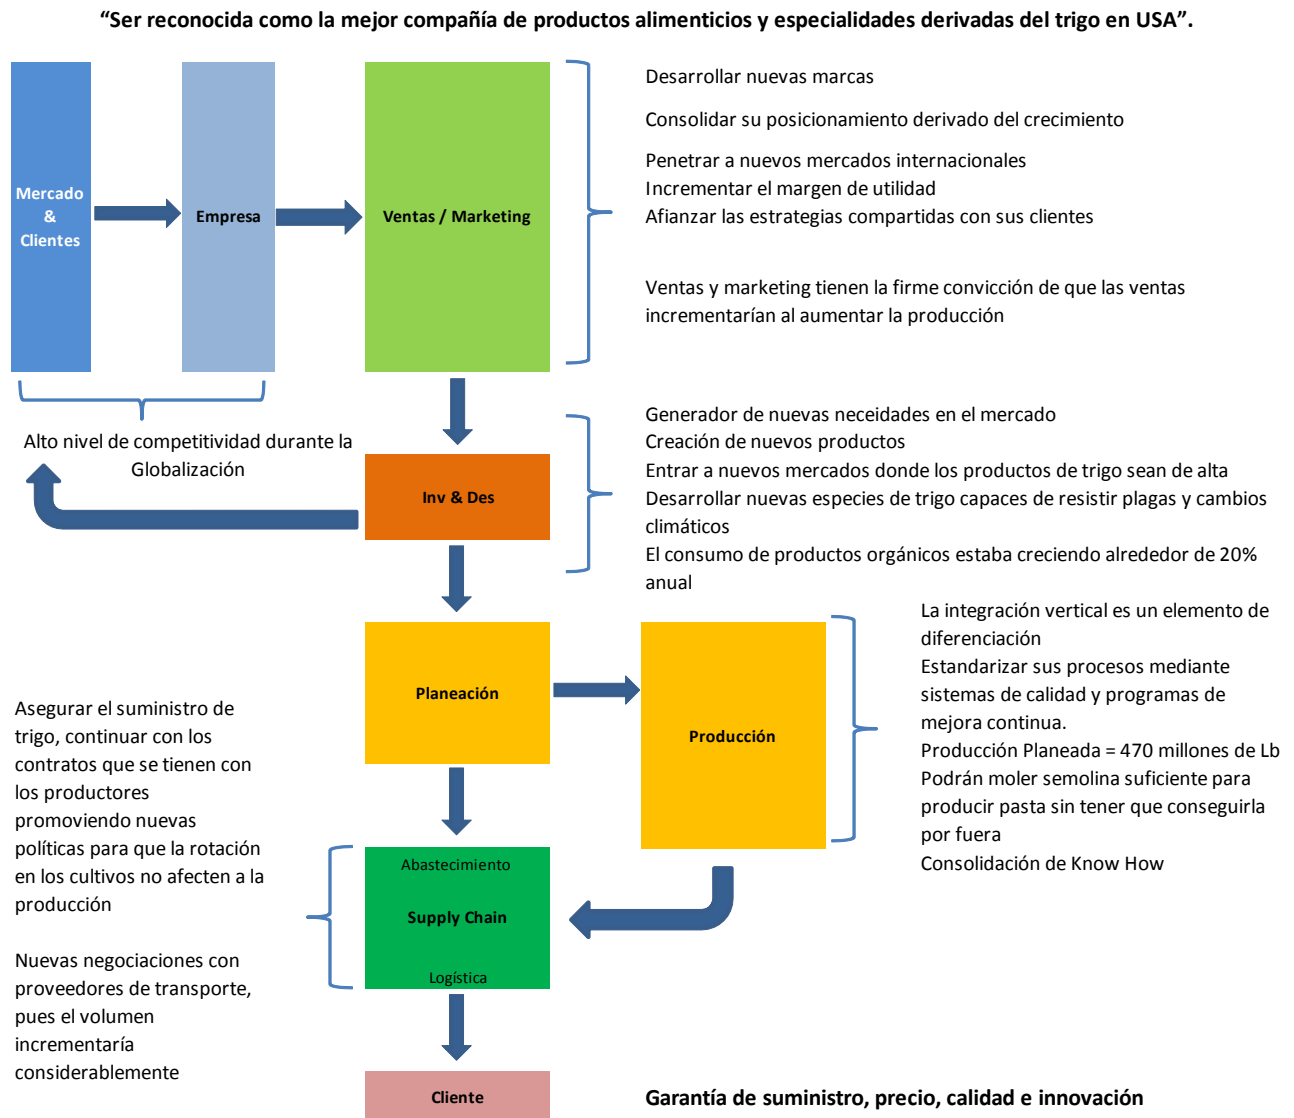 “Ser reconocida como la mejor compañía de productos alimenticios y especialidades derivadas del trigo en USA”.
Mercado
&
Clientes
Empresa
Ventas / Marketing
Desarrollar nuevas marcas
Consolidar su posicionamiento derivado del crecimiento
Penetrar a nuevos mercados internacionales
Incrementar el margen de utilidad
Afianzar las estrategias compartidas con sus clientes
Ventas y marketing tienen la firme convicción de que las ventas
incrementarían al aumentar la producción
Alto nivel de competitividad durante la
Globalización
Inv & Des
Generador de nuevas neceidades en el mercado
Creación de nuevos productos
Entrar a nuevos mercados donde los productos de trigo sean de alta
Desarrollar nuevas especies de trigo capaces de resistir plagas y cambios
climáticos
El consumo de productos orgánicos estaba creciendo alrededor de 20%
anual
Planeación
Producción
La integración vertical es un elemento de
diferenciación
Estandarizar sus procesos mediante
sistemas de calidad y programas de
mejora continua.
Producción Planeada = 470 millones de Lb
Podrán moler semolina suficiente para
producir pasta sin tener que conseguirla
por fuera
Consolidación de Know How
Asegurar el suministro de
trigo, continuar con los
contratos que se tienen con
los productores
promoviendo nuevas
políticas para que la rotación
en los cultivos no afecten a la
producción
Nuevas negociaciones con
proveedores de transporte,
pues el volumen
incrementaría
considerablemente
Abastecimiento
Supply Chain
Logística
Cliente
Garantía de suministro, precio, calidad e innovación